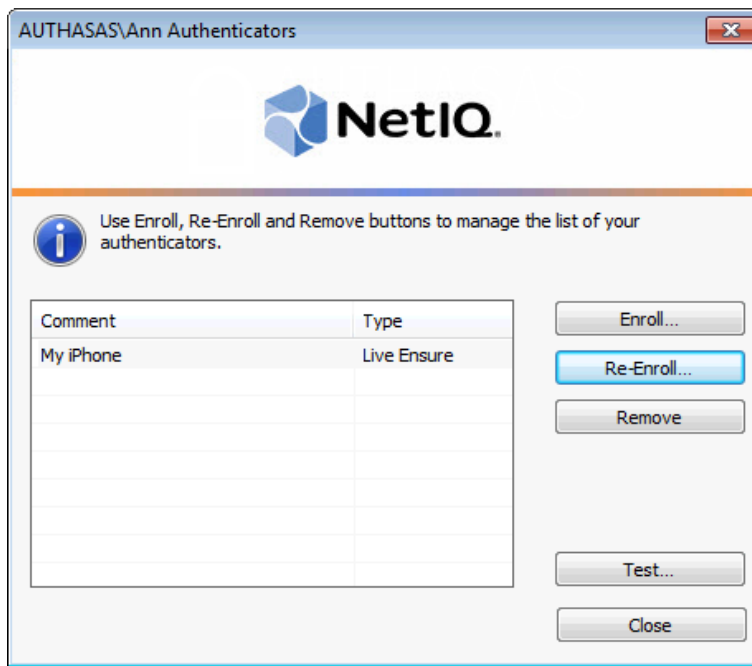 AUTHASAS\Ann Authenticators
NetIQ.
Use Enroll, Re-Enroll and Remove buttons to manage the list of your
authenticators.
Comment Type
My iPhone Live Ensure
Enroll...
Re-Enroll...
Remove
Test...
Close